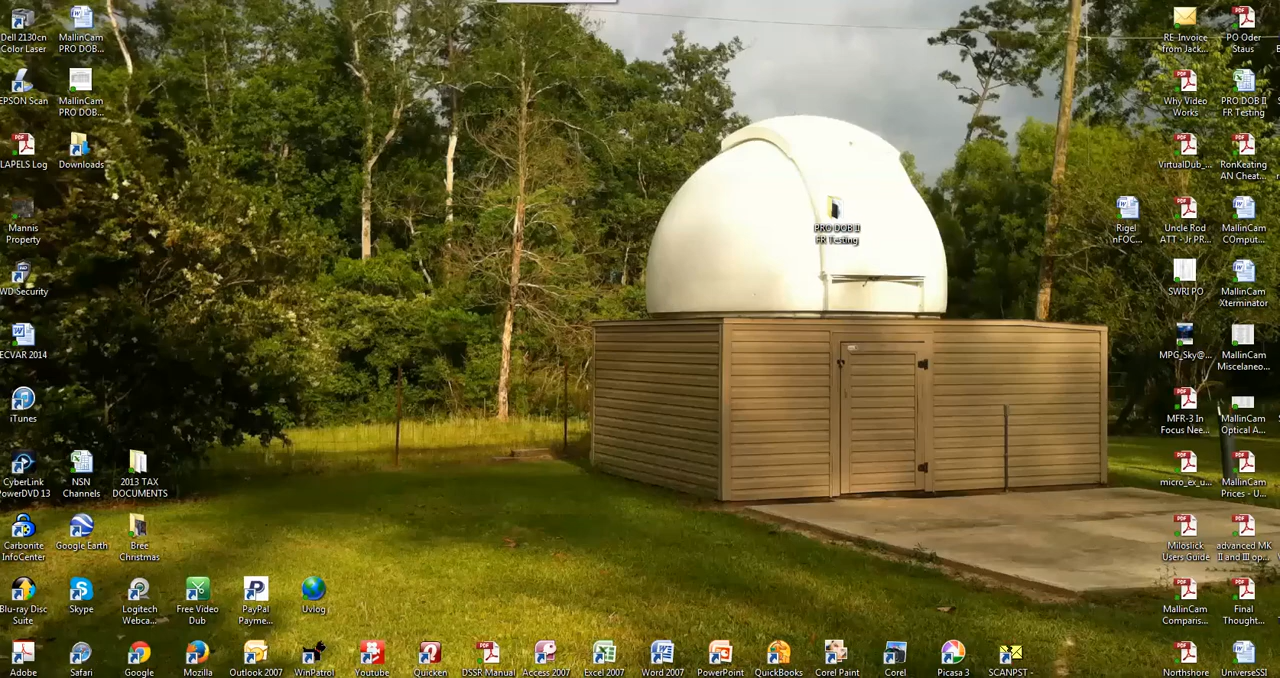 Dell 2130cn
Color Laser
MallinCam
PRO DOB...
RE_Invoice
from Jack...
PO Oder
Staus
EPSON Scan
MallinCam
PRO DOB...
Why Video
Works
PRO DOB II
FR Testing
LAPELS Log
Downloads
VirtualDub_...
RonKeating
AN Cheat...
Mannis
Property
PRO DOB II
FR Testing
Rigel
nFOC...
Uncle Rod
ATT - Jr PR...
MallinCam
COmput...
WD Security
SWRI PO
MallinCam
Xterminator
ECVAR 2014
MPG_Sky@...
MallinCam
Miscelaneo...
iTunes
MFR-3 In
Focus Nee...
MallinCam
Optical A...
CyberLink
PowerDVD 13
NSN
Channels
2013 TAX
DOCUMENTS
micro_ex_u...
MallinCam
Prices - U...
Carbonite
InfoCenter
Google Earth
Bree
Christmas
Miloslick
Users Guide
advanced MK
II and III op...
Blu-ray Disc
Suite
Skype
Logitech
Webca...
Free Video
Dub
PayPal
Payme...
Uvlog
MallinCam
Comparis...
Final
Thought...
Adobe
Safari
Google
Mozilla
Outlook 2007
WinPatrol
Youtube
Quicken
DSSR Manual
Access 2007
Excel 2007
Word 2007
PowerPoint
QuickBooks
Corel Paint
Corel
Picasa 3
SCANPST -
Northshore
UniverseSSI